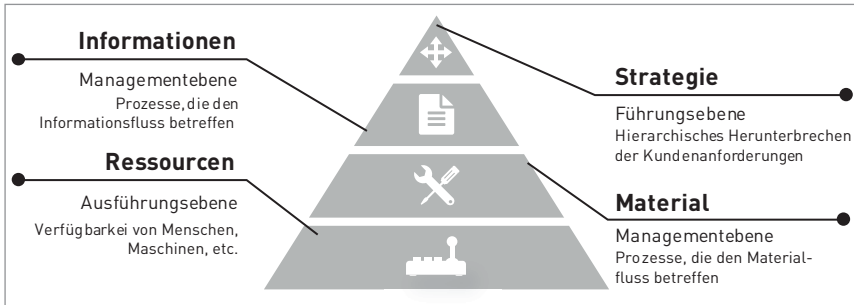 Informationen
Managementebene
Prozesse, die den
Informationsfluss betreffen
Ressourcen
Ausführungsebene
Verfügbarkei von Menschen,
Maschinen, etc.
Strategie
Führungsebene
Hierarchisches Herunterbrechen
der Kundenanforderungen
Material
Managementebene
Prozesse, die den Material-
fluss betreffen